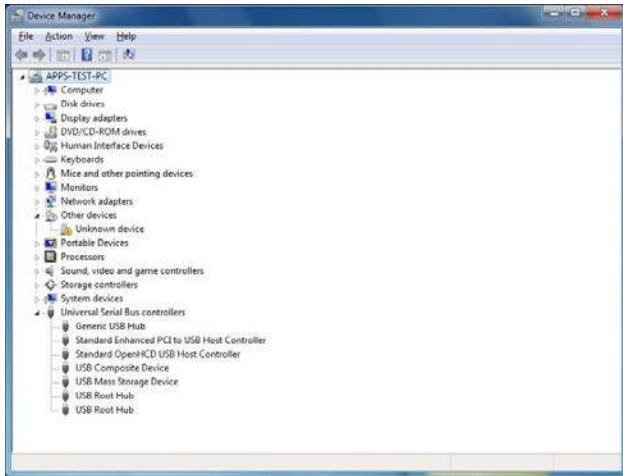 Device Manager
File Action View Help
APPS-TEST-PC
Computer
Disk drives
Display adapters
DVD/CD-ROM drives
Human Interface Devices
Keyboards
Mice and other pointing devices
Monitors
Network adapters
Other devices
Unknown device
Portable Devices
Processors
Sound, video and game controllers
Storage controllers
System devices
Universal Serial Bus controllers
Generic USB Hub
Standard Enhanced PCI to USB Host Controller
Standard OpenHCD USB Host Controller
USB Composite Device
USB Mass Storage Device
USB Root Hub
USB Root Hub